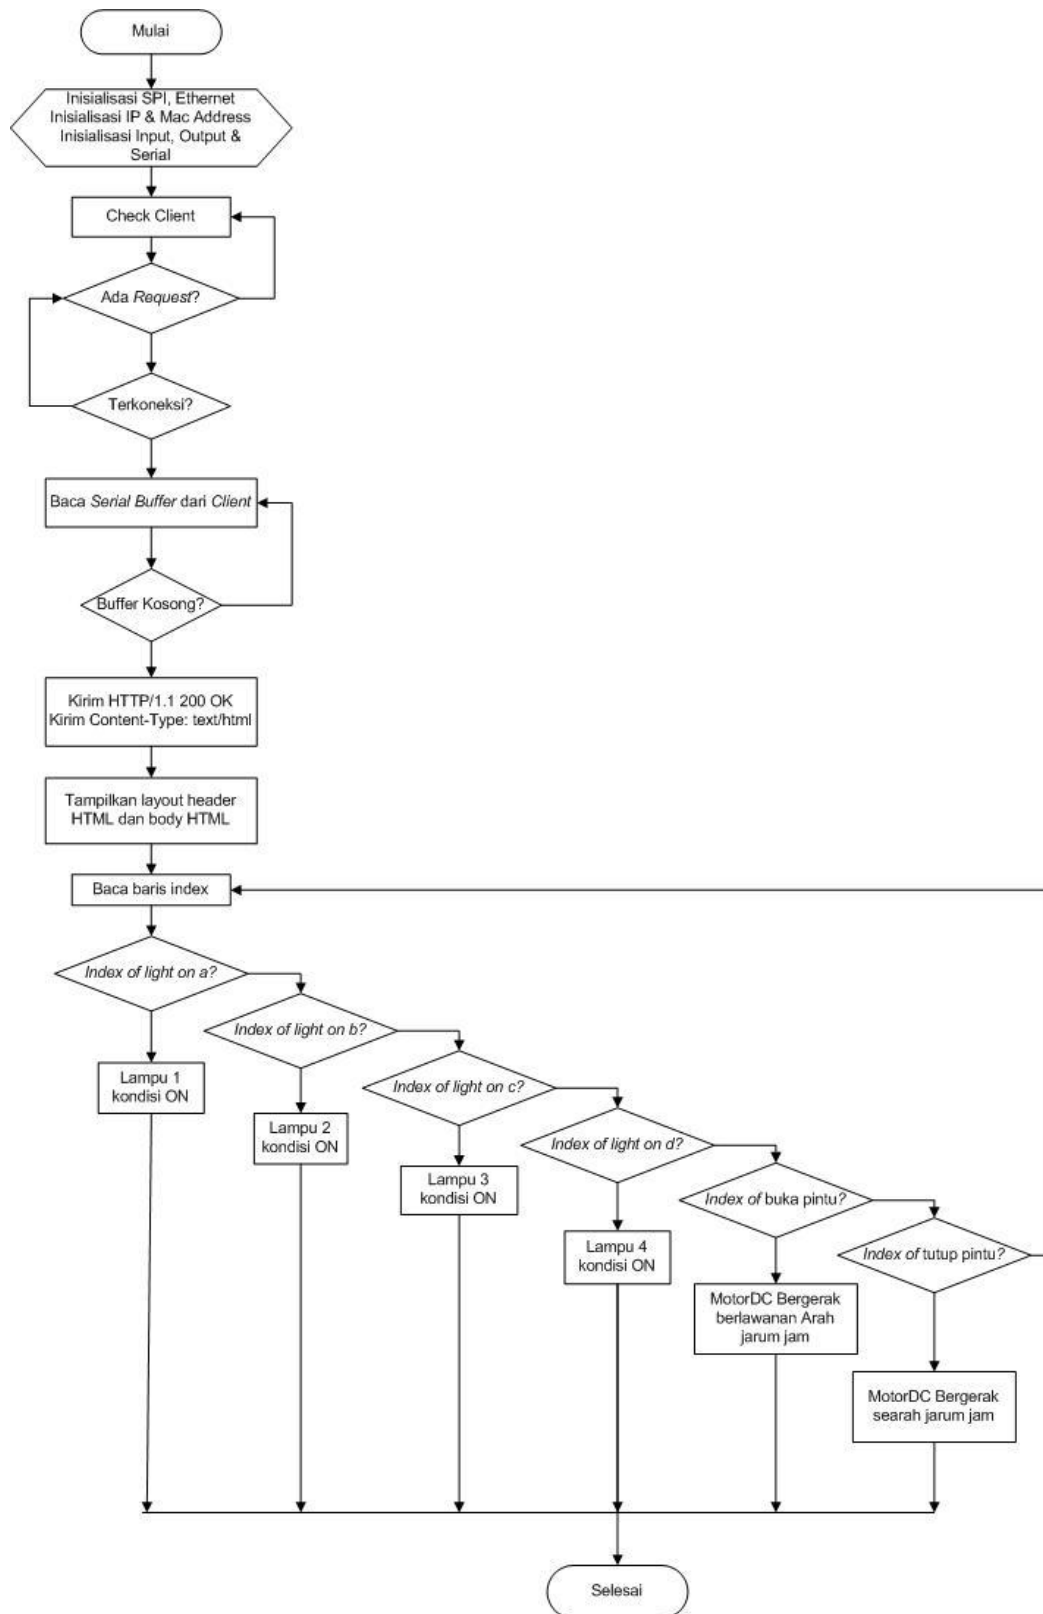 Mulai
Inisialisasi SPI, Ethernet
Inisialisasi IP & Mac Address
Inisialisasi Input, Output &
Serial
Check Client
Ada Request?
Terkoneksi?
Baca Serial Buffer dari Client
Buffer Kosong?
Kirim HTTP/1.1 200 OK
Kirim Content-Type: text/html
Tampilkan layout header
HTML dan body HTML
Baca baris index
Index of light on a?
Index of light on b?
Lampu 1
kondisi ON
Index of light on c?
Lampu 2
kondisi ON
Index of light on d?
Lampu 3
kondisi ON
Index of buka pintu?
Lampu 4
kondisi ON
Index of tutup pintu?
MotorDC Bergerak
berlawanan Arah
jarum jam
MotorDC Bergerak
searah jarum jam
Selesai